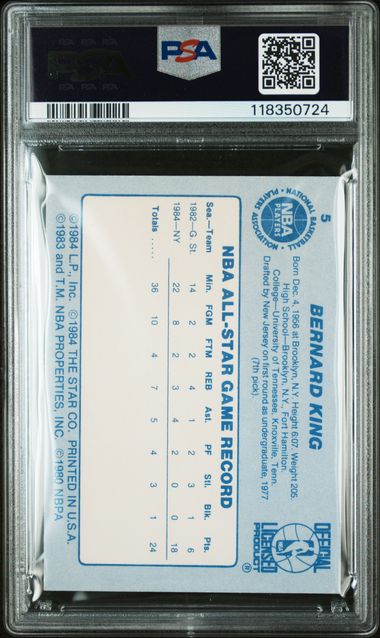 PSA
PSA
118350724
5
NATIONAL BASKETBALL
PLAYERS ASSOCIATION
NBA
PLAYERS
BERNARD KING
Born Dec. 4, 1956 at Brooklyn, N.Y. Height 6:07. Weight 205.
High School—Brooklyn, N.Y., Fort Hamilton.
College—University of Tennessee, Knoxville, Tenn.
Drafted by New Jersey on first round as undergraduate, 1977
(7th pick).
OFFICIAL
LICENSED
PRODUCT
®
NBA ALL-STAR GAME RECORD
Sea.—Team Min. FGM FTM REB Ast. PF Stl. Blk. Pts.
1982—G. St. 14 2 2 4 1 2 3 1 6
1984—NY 22 8 2 3 4 2 0 0 18
Totals ..... 36 10 4 7 5 4 3 1 24
©1984 L.P., Inc. ©1984 THE STAR CO. PRINTED IN U.S.A.
©1983 and T.M. NBA PROPERTIES, INC. ©1980 NBPA